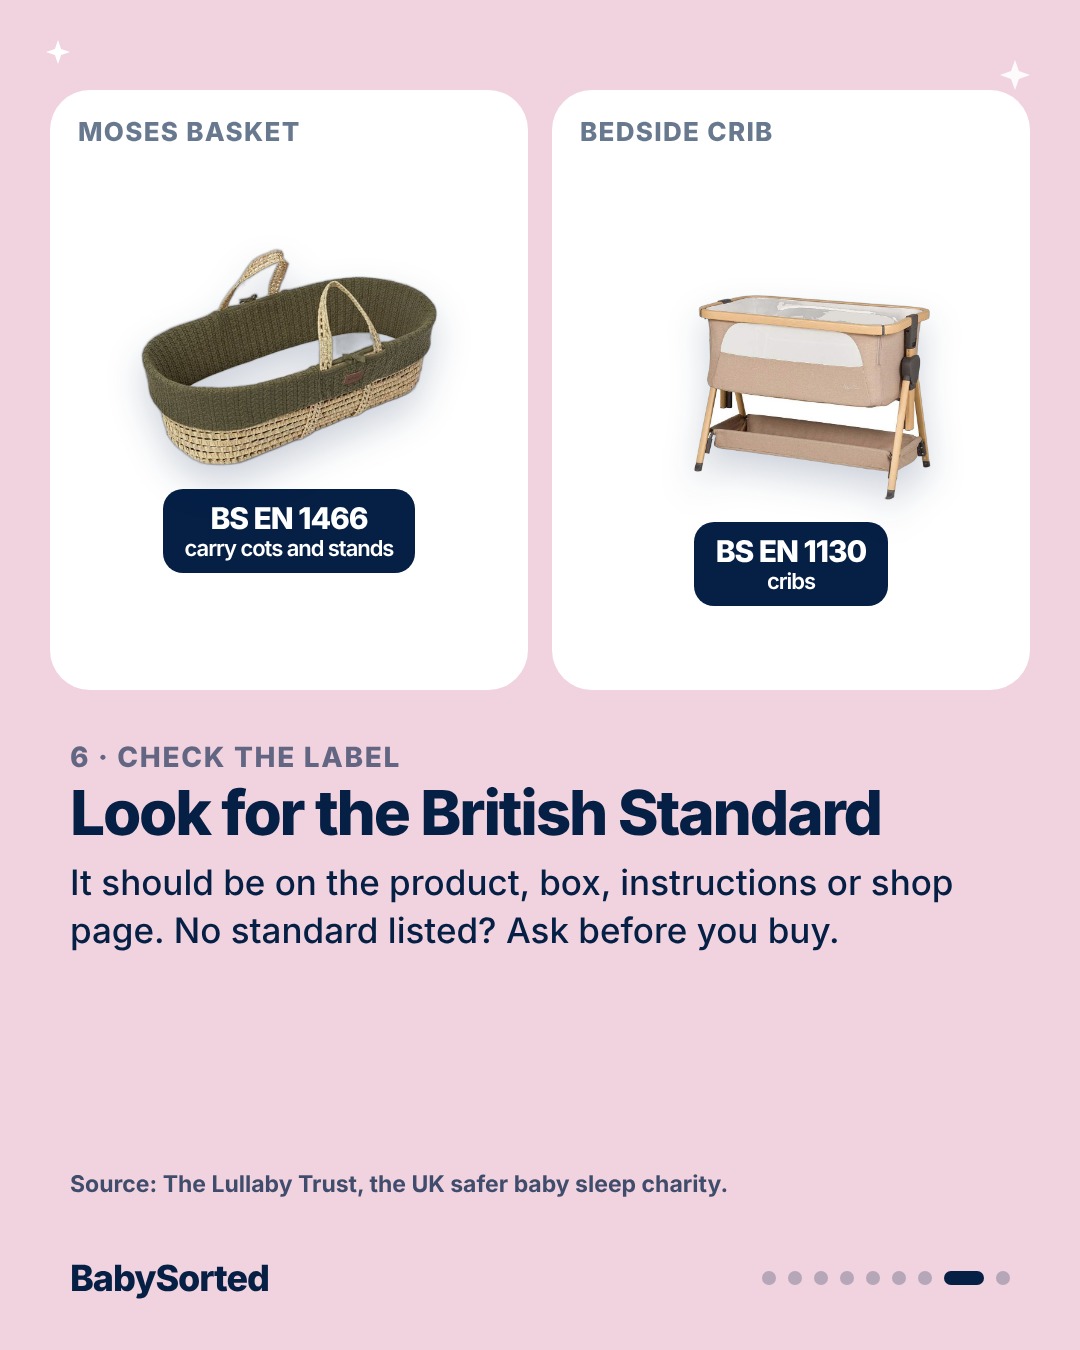 MOSES BASKET
BS EN 1466
carry cots and stands
BEDSIDE CRIB
BS EN 1130
cribs
6 · CHECK THE LABEL
Look for the British Standard
It should be on the product, box, instructions or shop
page. No standard listed? Ask before you buy.
Source: The Lullaby Trust, the UK safer baby sleep charity.
BabySorted